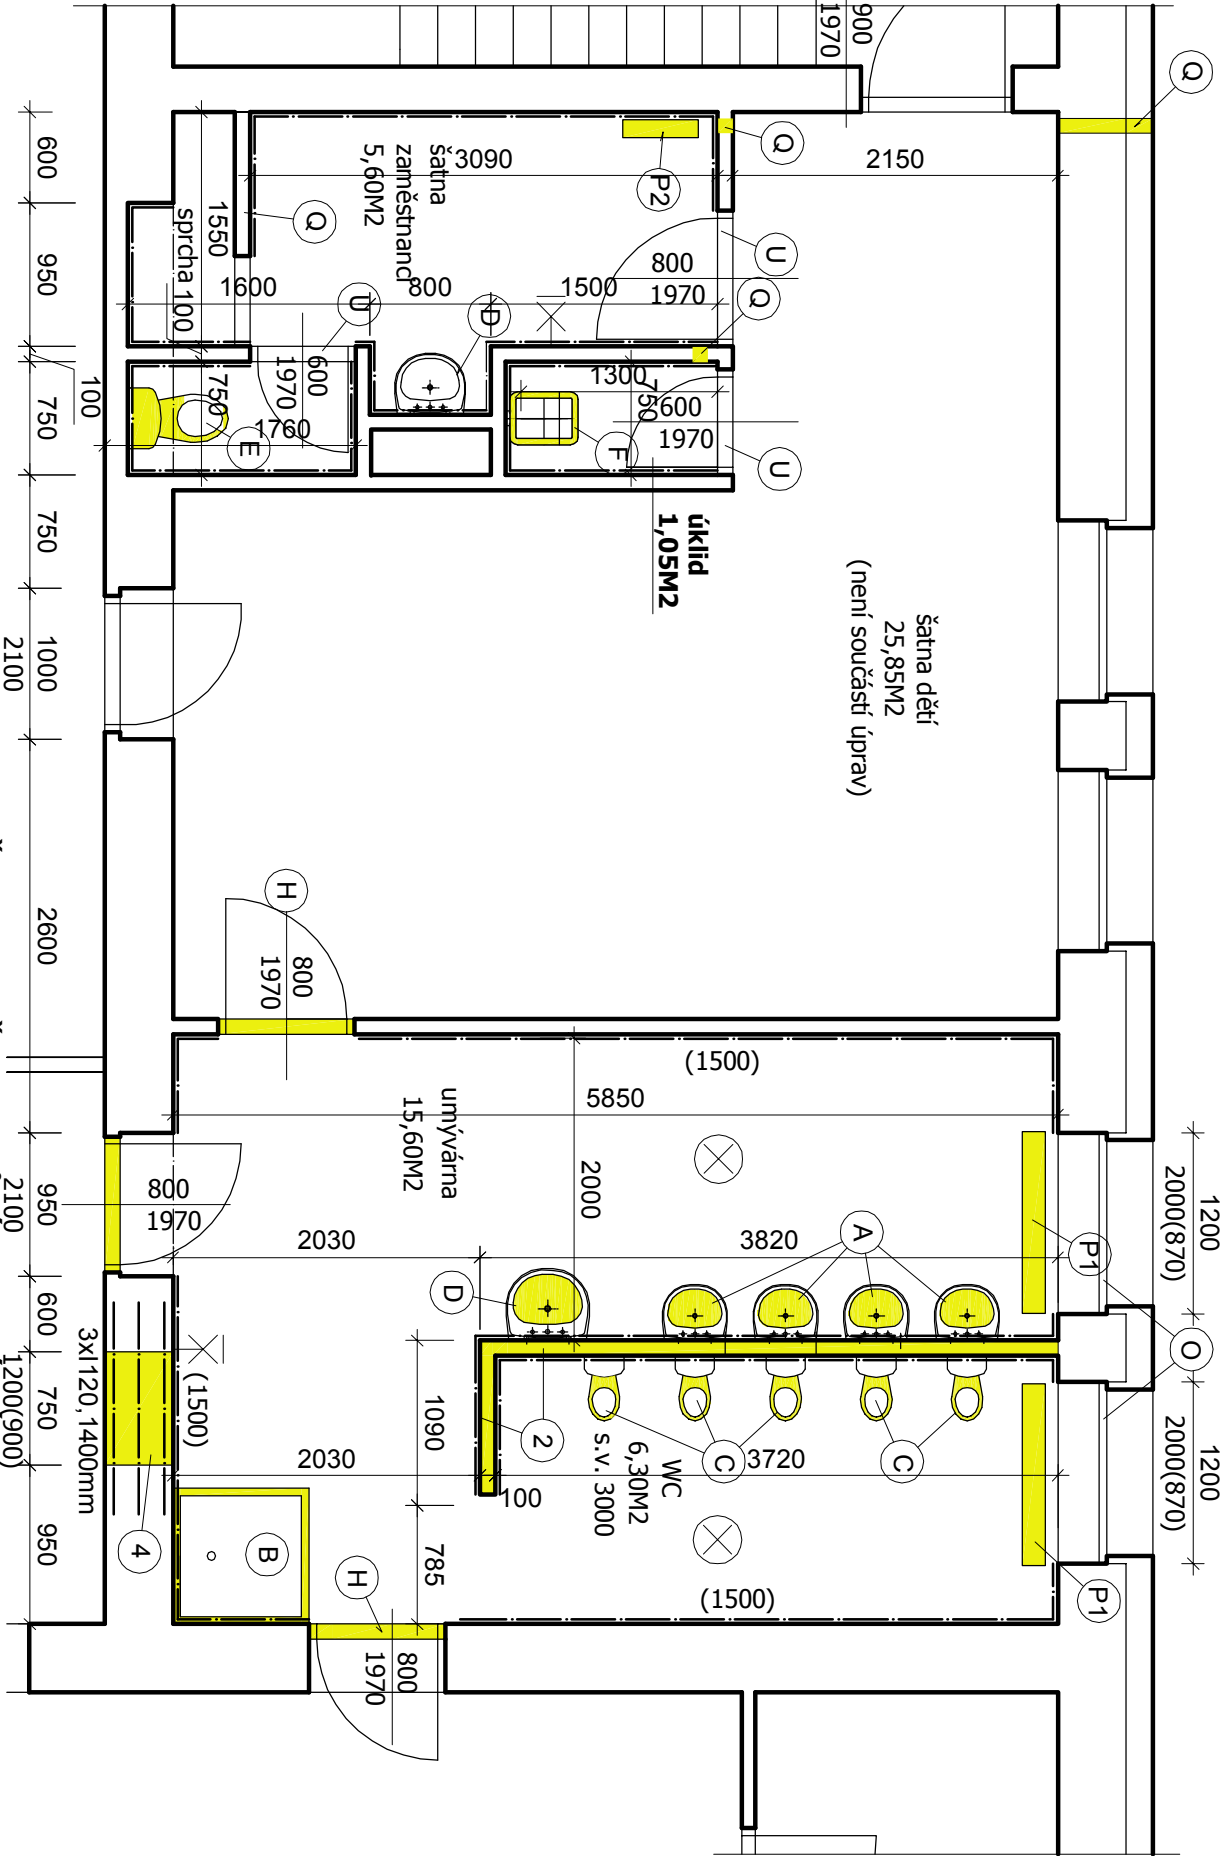 900
1970
Q
600
950
750
750
1000
2100
2600
950
2100
600
750
1200(900)
950
100
1550
sprcha 100
3090
šatna
zaměstnanci
5,60M2
P2
Q
Q
2150
U
800
1970
Q
1600
800
1500
U
D
600
1970
750
1760
E
1300
750
600
1970
F
U
úklid
1,05M2
šatna dětí
25,85M2
(není součástí úprav)
H
800
1970
(1500)
5850
umývárna
15,60M2
2000
800
1970
2030
3820
A
D
P1
1200
2000(870)
O
1200
2000(870)
3xI120,1400mm
(1500)
1090
2
2030
100
WC
6,30M2
s.v. 3000
C
C
3720
785
4
B
H
800
1970
(1500)
P1